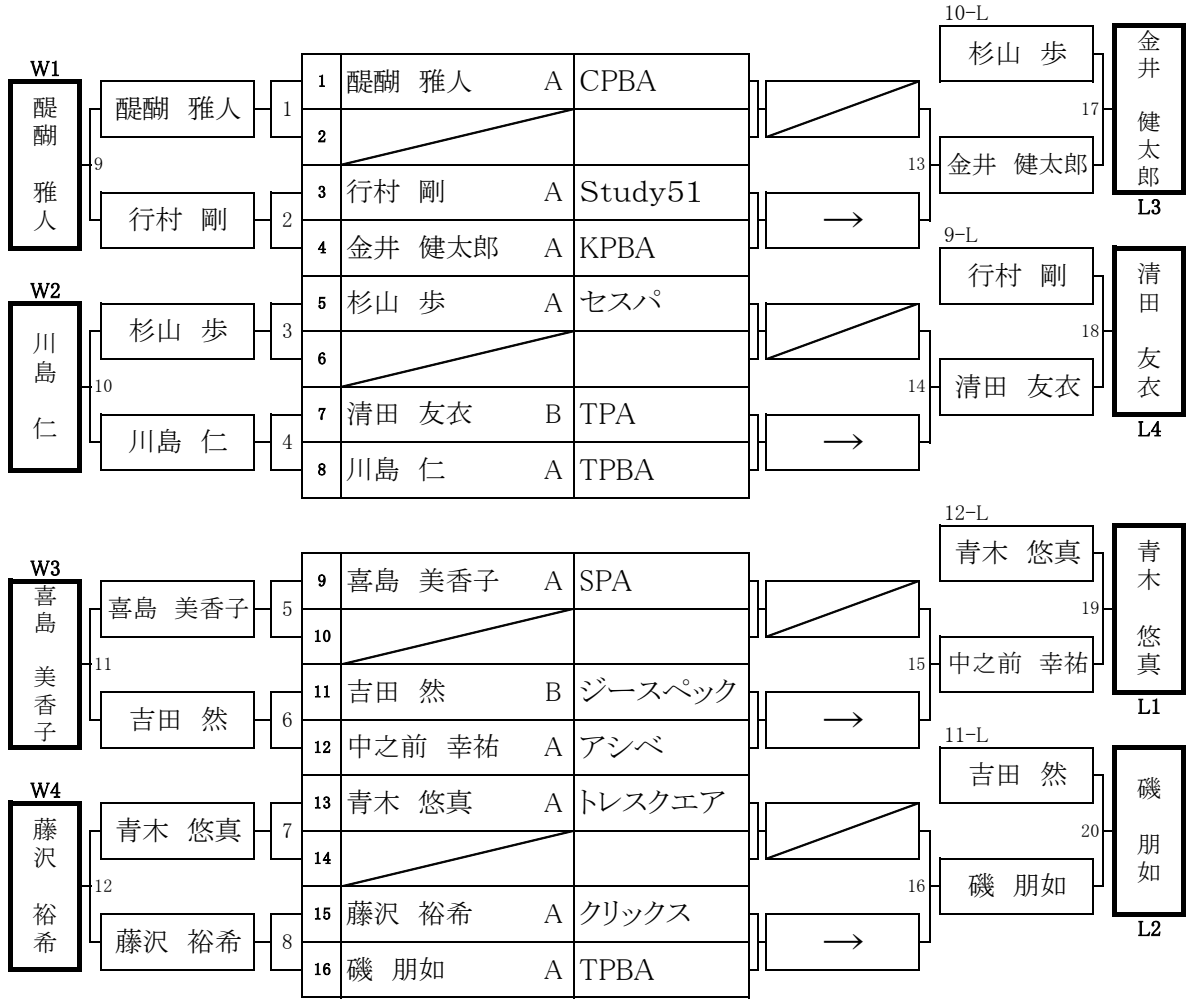 10-L
杉山 歩
金井 健太郎
W1
1 醍醐 雅人 A CPBA
醍醐 雅人
醍醐 雅人
1
17
2
9
13
金井 健太郎
3 行村 剛 A Study51
行村 剛
2
→
L3
4 金井 健太郎 A KPBA
9-L
行村 剛
清田 友衣
W2
5 杉山 歩 A セスパ
川島 仁
杉山 歩
3
18
6
10
14
清田 友衣
7 清田 友衣 B TPA
川島 仁
4
→
L4
8 川島 仁 A TPBA
12-L
青木 悠真
青木 悠真
W3
9 喜島 美香子 A SPA
喜島 美香子
喜島 美香子
5
19
10
11
15
中之前 幸祐
11 吉田 然 B ジースペック
吉田 然
6
→
L1
12 中之前 幸祐 A アシベ
11-L
吉田 然
磯 朋如
W4
13 青木 悠真 A トレスクエア
藤沢 裕希
青木 悠真
7
20
14
12
16
磯 朋如
15 藤沢 裕希 A クリックス
藤沢 裕希
8
→
L2
16 磯 朋如 A TPBA